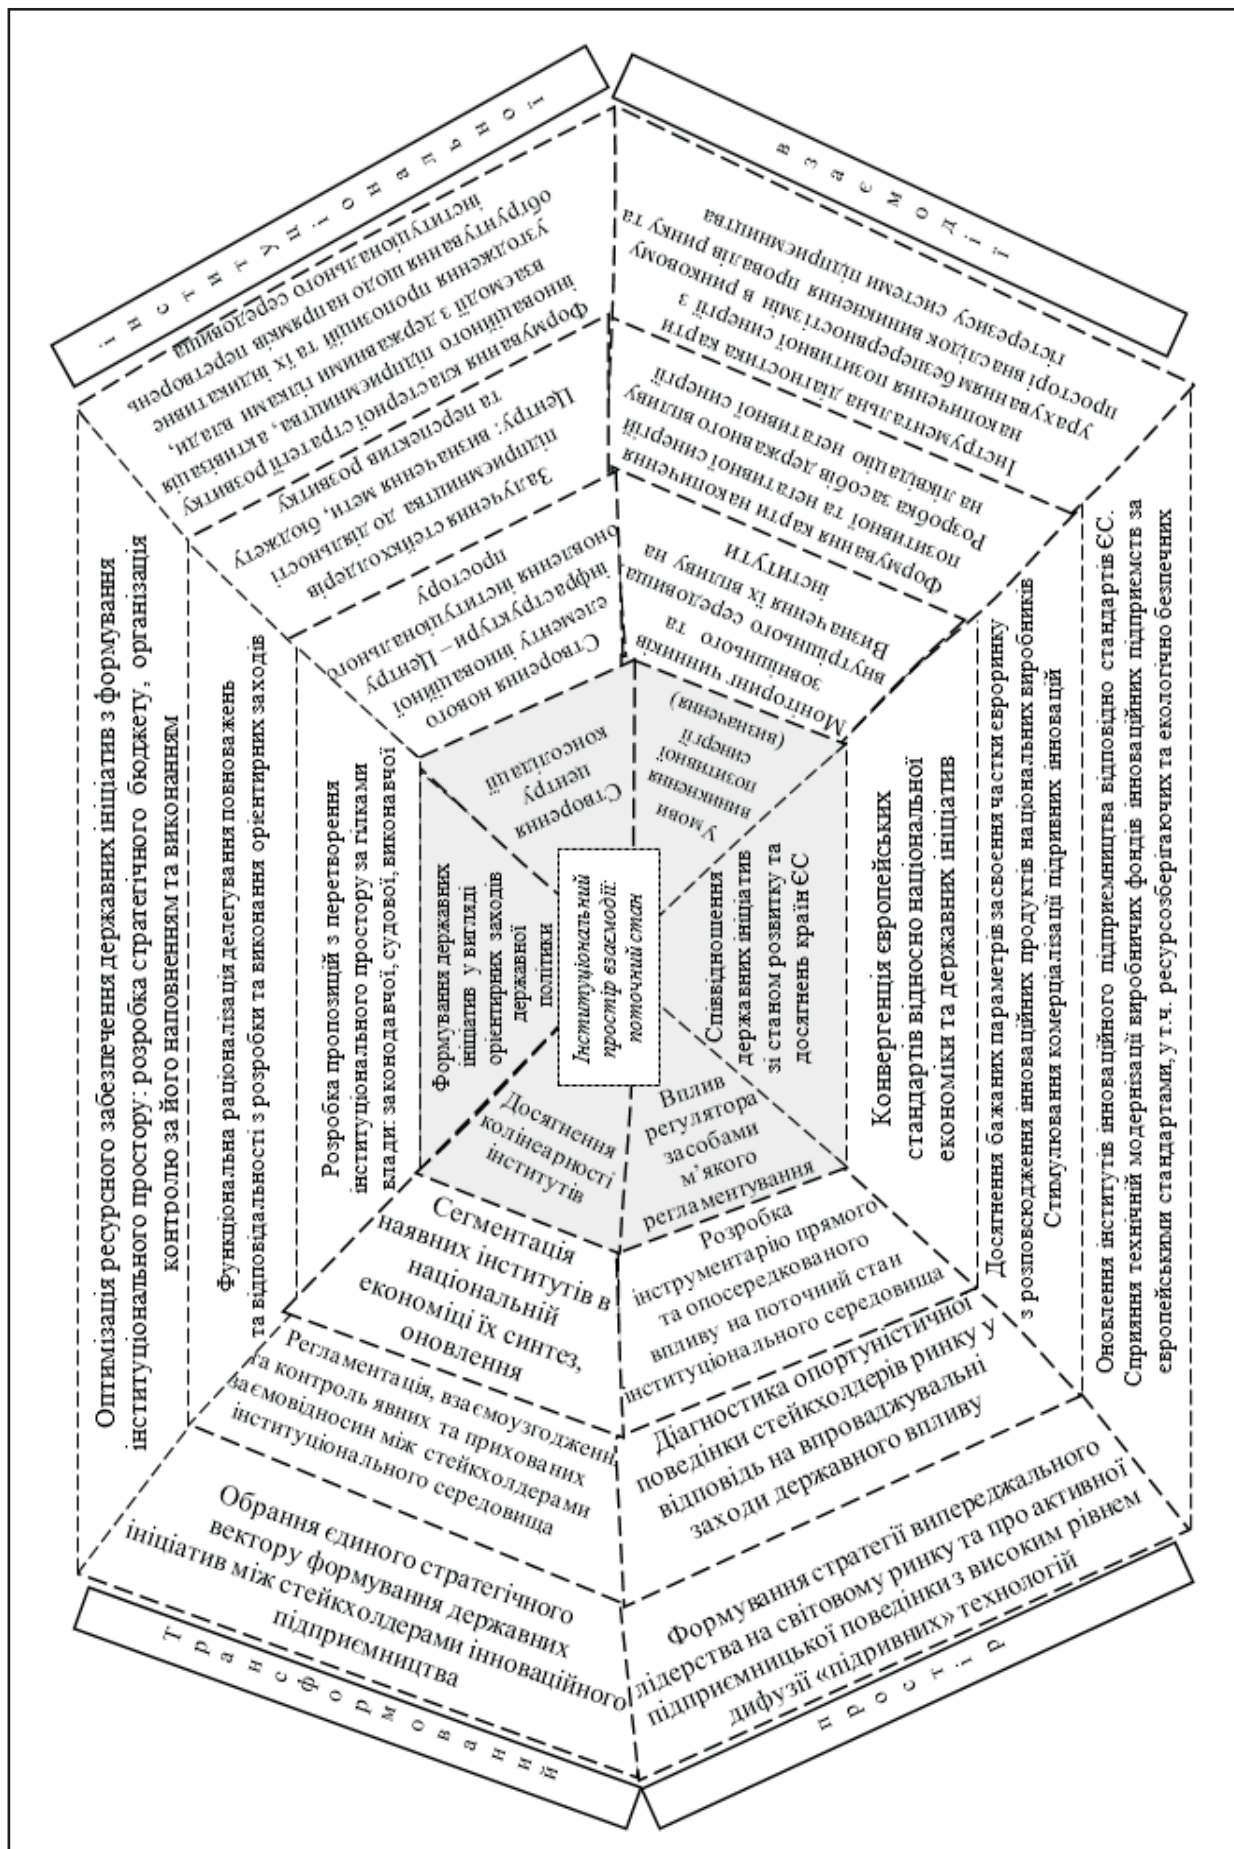 Трансформований
простір
інституціональної
взаємодії
Інституціональний
простір взаємодії:
поточний стан
Формування державних
ініціатив у вигляді
орієнтирних заходів
державної
політики
Розробка пропозицій з перетворення
інституціонального простору за гілками
влади: законодавчої, судової, виконавчої
Функціональна раціоналізація делегування повноважень
та відповідальності з розробки та виконання орієнтирних заходів
Оптимізація ресурсного забезпечення державних ініціатив з формування
інституціонального простору: розробка стратегічного бюджету, організація
контролю за його наповненням та виконанням
Створення
центру
консолідації
Створення нового
елементу інноваційної
інфраструктури – Центру
оновлення інституціонального
простору
Залучення стейкхолдерів
підприємництва до діяльності
Центру: визначення мети, бюджету
та перспектив розвитку
Формування кластерної стратегії розвитку
інноваційного підприємництва, активізація
взаємодії з державними гілками влади,
узгодження пропозицій та їх індикативне
обґрунтування щодо напрямків перетворень
інституціонального середовища
Умови
виникнення
позитивної
синергії
(визначення)
Моніторинг чинників
зовнішнього та
внутрішнього середовища
Визначення їх впливу на
інститути
Формування карти накопичення
позитивної та негативної синергій
Розробка засобів державного впливу
на ліквідацію негативної синергії
Інструментальна діагностика карти
накопичення позитивної синергії з
урахуванням безперервності змін в ринковому
просторі внаслідок виникнення провалів ринку та
гістерезису системи підприємництва
Співвідношення
державних ініціатив
зі станом розвитку та
досягнень країн ЄС
Конвергенція європейських
стандартів відносно національної
економіки та державних ініціатив
Досягнення бажаних параметрів засвоєння частки євроринку
з розповсюдження інноваційних продуктів національних виробників
Стимулювання комерціалізації підривних інновацій
Оновлення інститутів інноваційного підприємництва відповідно стандартів ЄС.
Сприяння технічній модернізації виробничих фондів інноваційних підприємств за
європейськими стандартами, у т.ч. ресурсозберігаючих та екологічно безпечних
Вплив
регулятора
засобами
м’якого
регламентування
Розробка
інструментарію прямого
та опосередкованого
впливу на поточний стан
інституціонального середовища
Діагностика опортуністичної
поведінки стейкхолдерів ринку у
відповідь на впроваджувальні
заходи державного впливу
Формування стратегії випереджального
лідерства на світовому ринку та про активної
підприємницької поведінки з високим рівнем
дифузії «підривних» технологій
Досягнення
колінеарності
інститутів
Сегментація
наявних інститутів в
національній
економіці їх синтез,
оновлення
Регламентація, взаємоузгодженн
та контроль явних та прихованих
заємовідносин між стейкхолдерами
інституціонального середовища
Обрання єдиного стратегічного
вектору формування державних
ініціатив між стейкхолдерами інноваційного
підприємництва